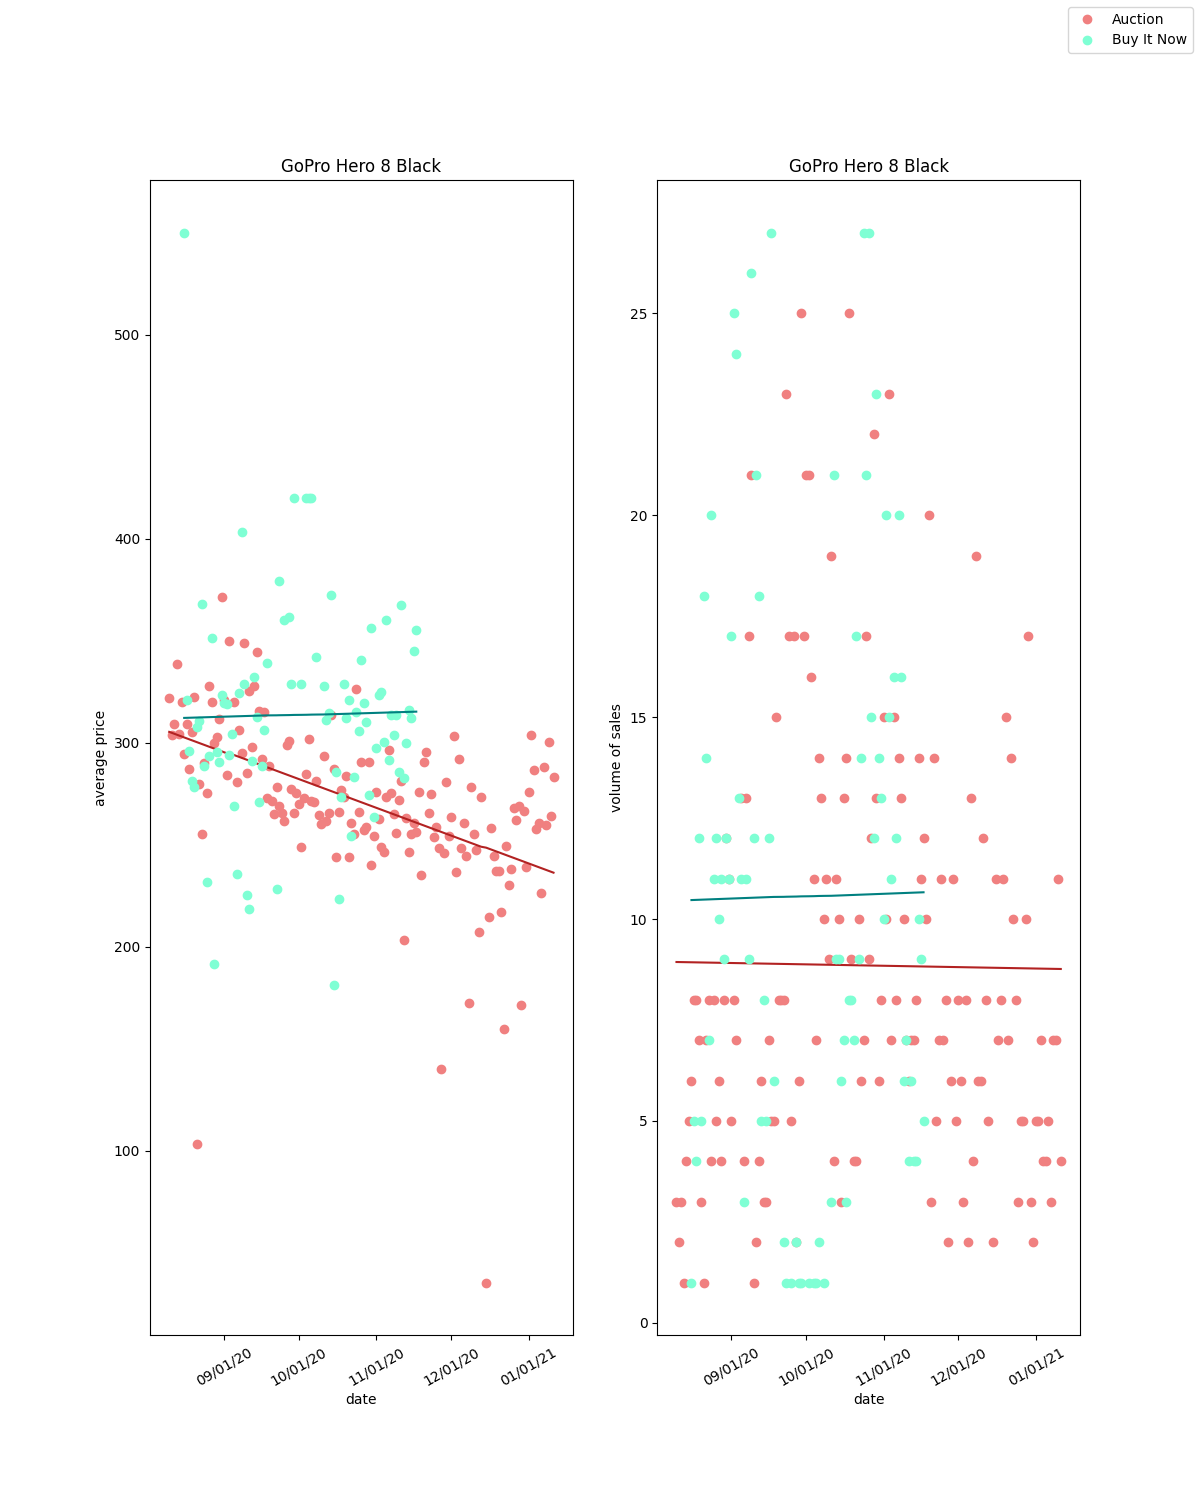 Auction
Buy It Now
GoPro Hero 8 Black
GoPro Hero 8 Black
500
400
300
200
100
average price
09/01/20
10/01/20
11/01/20
12/01/20
01/01/21
date
25
20
15
10
5
0
volume of sales
09/01/20
10/01/20
11/01/20
12/01/20
01/01/21
date